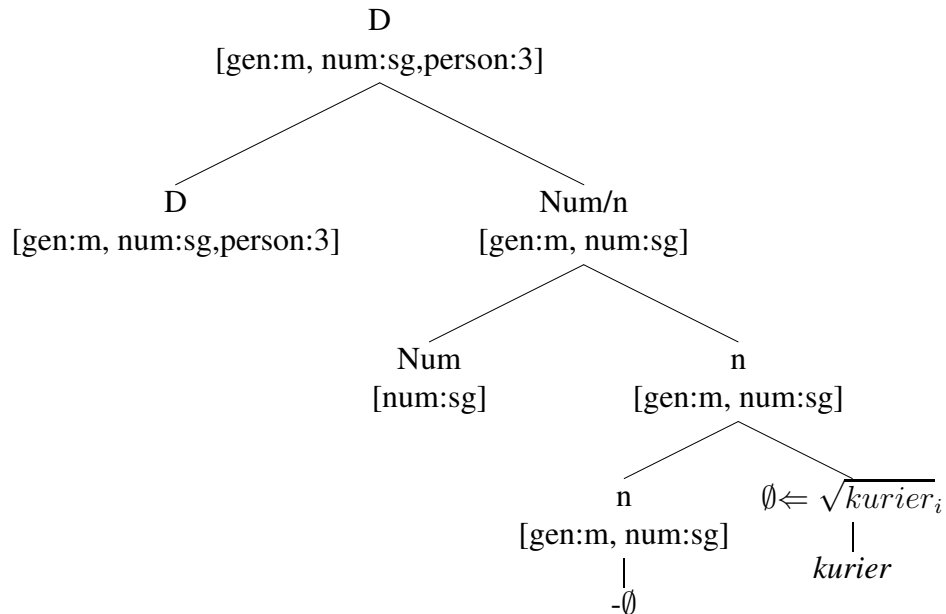 D
[gen:m, num:sg,person:3]
D Num/n
[gen:m, num:sg,person:3] [gen:m, num:sg]
Num n
[num:sg] [gen:m, num:sg]
n ∅⇐ √kurier_i
[gen:m, num:sg]
kurier
-∅